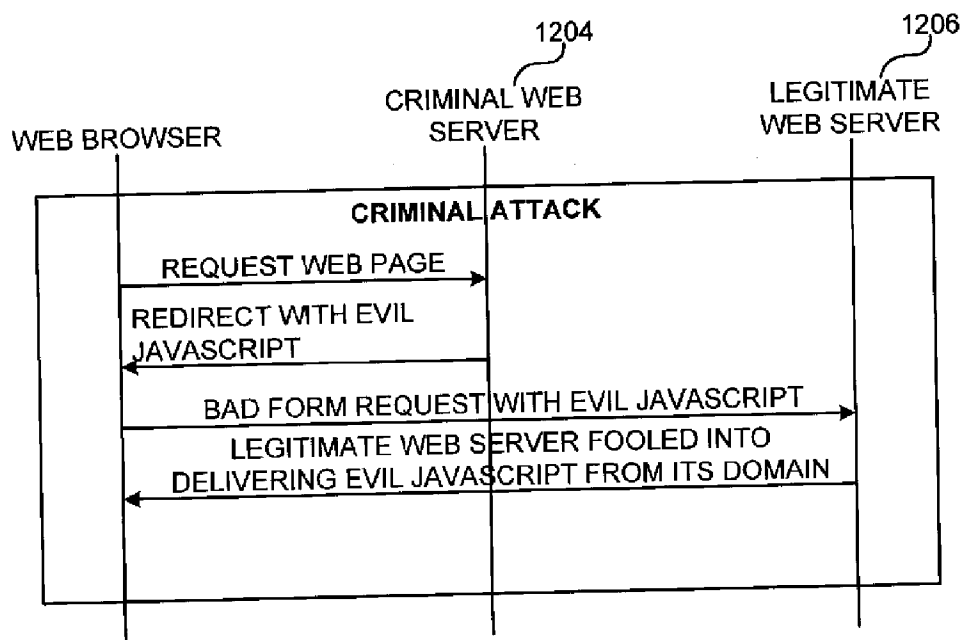 1204
1206
CRIMINAL WEB
SERVER
LEGITIMATE
WEB SERVER
WEB BROWSER
CRIMINAL ATTACK
REQUEST WEB PAGE
REDIRECT WITH EVIL
JAVASCRIPT
BAD FORM REQUEST WITH EVIL JAVASCRIPT
LEGITIMATE WEB SERVER FOOLED INTO
DELIVERING EVIL JAVASCRIPT FROM ITS DOMAIN